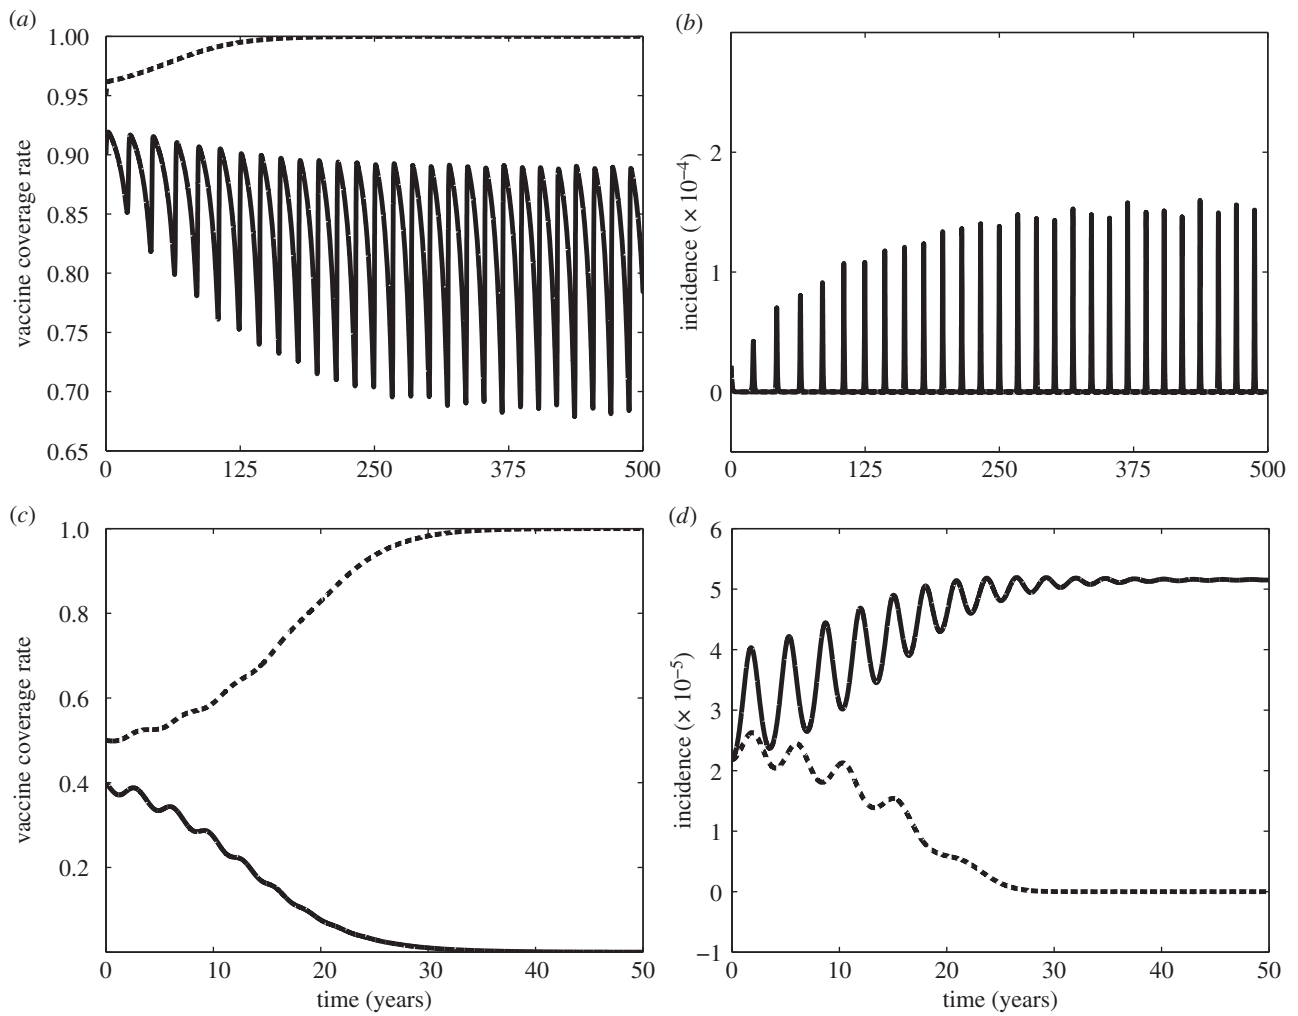 (a)
(b)
1.00
0.95
0.90
0.85
0.80
0.75
0.70
0.65
vaccine coverage rate
0 125 250 375 500
2
1
0
incidence (× 10⁻⁴)
0 125 250 375 500
(c)
(d)
1.0
0.8
0.6
0.4
0.2
vaccine coverage rate
0 10 20 30 40 50
time (years)
6
5
4
3
2
1
0
−1
incidence (× 10⁻⁵)
0 10 20 30 40 50
time (years)